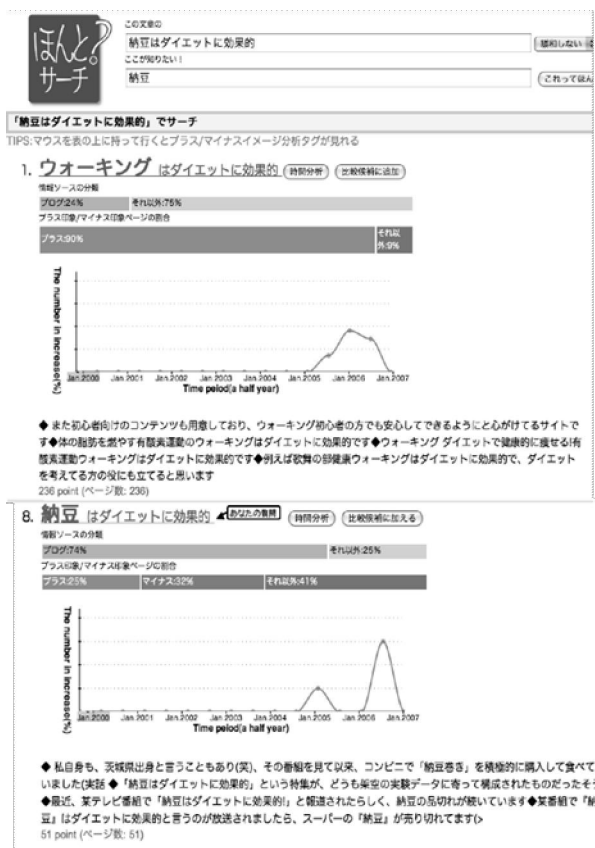 ほんと?
サーチ
この文章の
納豆はダイエットに効果的
緩和しない
ここが知りたい！
納豆
これってほん
「納豆はダイエットに効果的」でサーチ
TIPS:マウスを表の上に持って行くとプラス/マイナスイメージ分析タグが見れる
1. ウォーキング はダイエットに効果的 時間分析 比較候補に追加
情報ソースの分類
ブログ:24% それ以外:75%
プラス印象/マイナス印象ページの割合
プラス:90% それ以外:9%
The number in increase(%)
Jan.2000 Jan.2001 Jan.2002 Jan.2003 Jan.2004 Jan.2005 Jan.2006 Jan.2007
Time peiod(a half year)
◆ また初心者向けのコンテンツも用意しており、ウォーキング初心者の方でも安心してできるようにと心がけてるサイトで
す◆体の脂肪を燃やす有酸素運動のウォーキングはダイエットに効果的です◆ウォーキング ダイエットで健康的に痩せる!有
酸素運動ウォーキングはダイエットに効果的です◆例えば歌舞の部健康ウォーキングはダイエットに効果的で、ダイエット
を考えてる方の役にも立てると思います
236 point (ページ数: 236)
8. 納豆 はダイエットに効果的 あなたの質問 時間分析 比較候補に加える
情報ソースの分類
ブログ:74% それ以外:25%
プラス印象/マイナス印象ページの割合
プラス:25% マイナス:32% それ以外:41%
The number in increase(%)
Jan.2000 Jan.2001 Jan.2002 Jan.2003 Jan.2004 Jan.2005 Jan.2006 Jan.2007
Time peiod(a half year)
◆ 私自身も、茨城県出身と言うこともあり(笑)、その番組を見て以来、コンビニで「納豆巻き」を積極的に購入して食べて
いました(実話 ◆「納豆はダイエットに効果的」という特集が、どうも架空の実験データに寄って構成されたものだったそう
◆最近、某テレビ番組で「納豆はダイエットに効果的!」と報道されたらしく、納豆の品切れが続いています◆某番組で『納
豆』はダイエットに効果的と言うのが放送されましたら、スーパーの『納豆』が売り切れてます(>
51 point (ページ数: 51)